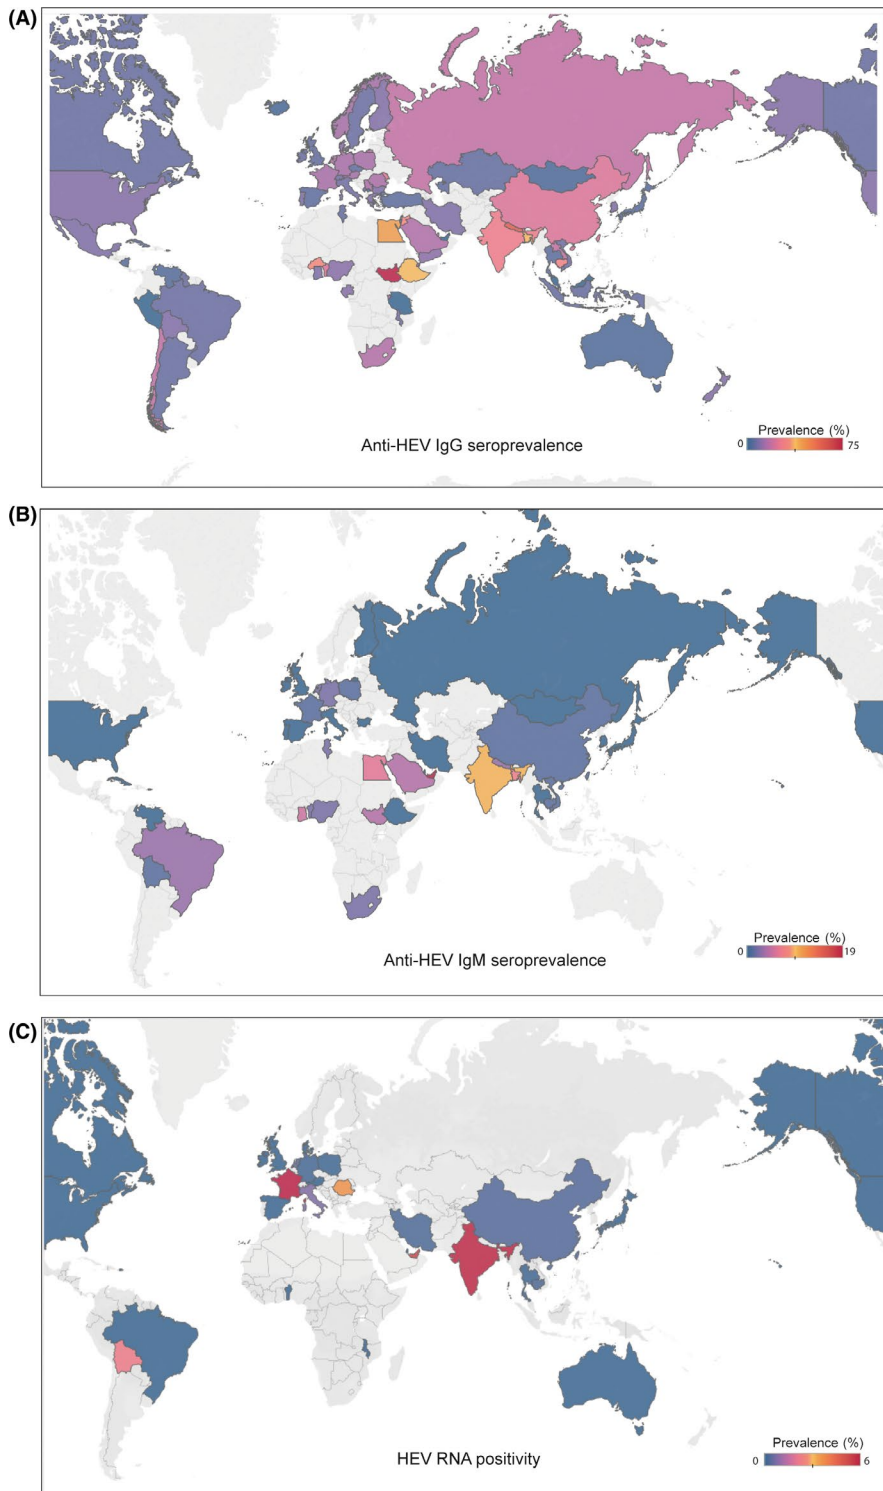 (A)
Anti-HEV IgG seroprevalence
Prevalence (%)
0 75
(B)
Anti-HEV IgM seroprevalence
Prevalence (%)
0 19
(C)
HEV RNA positivity
Prevalence (%)
0 6